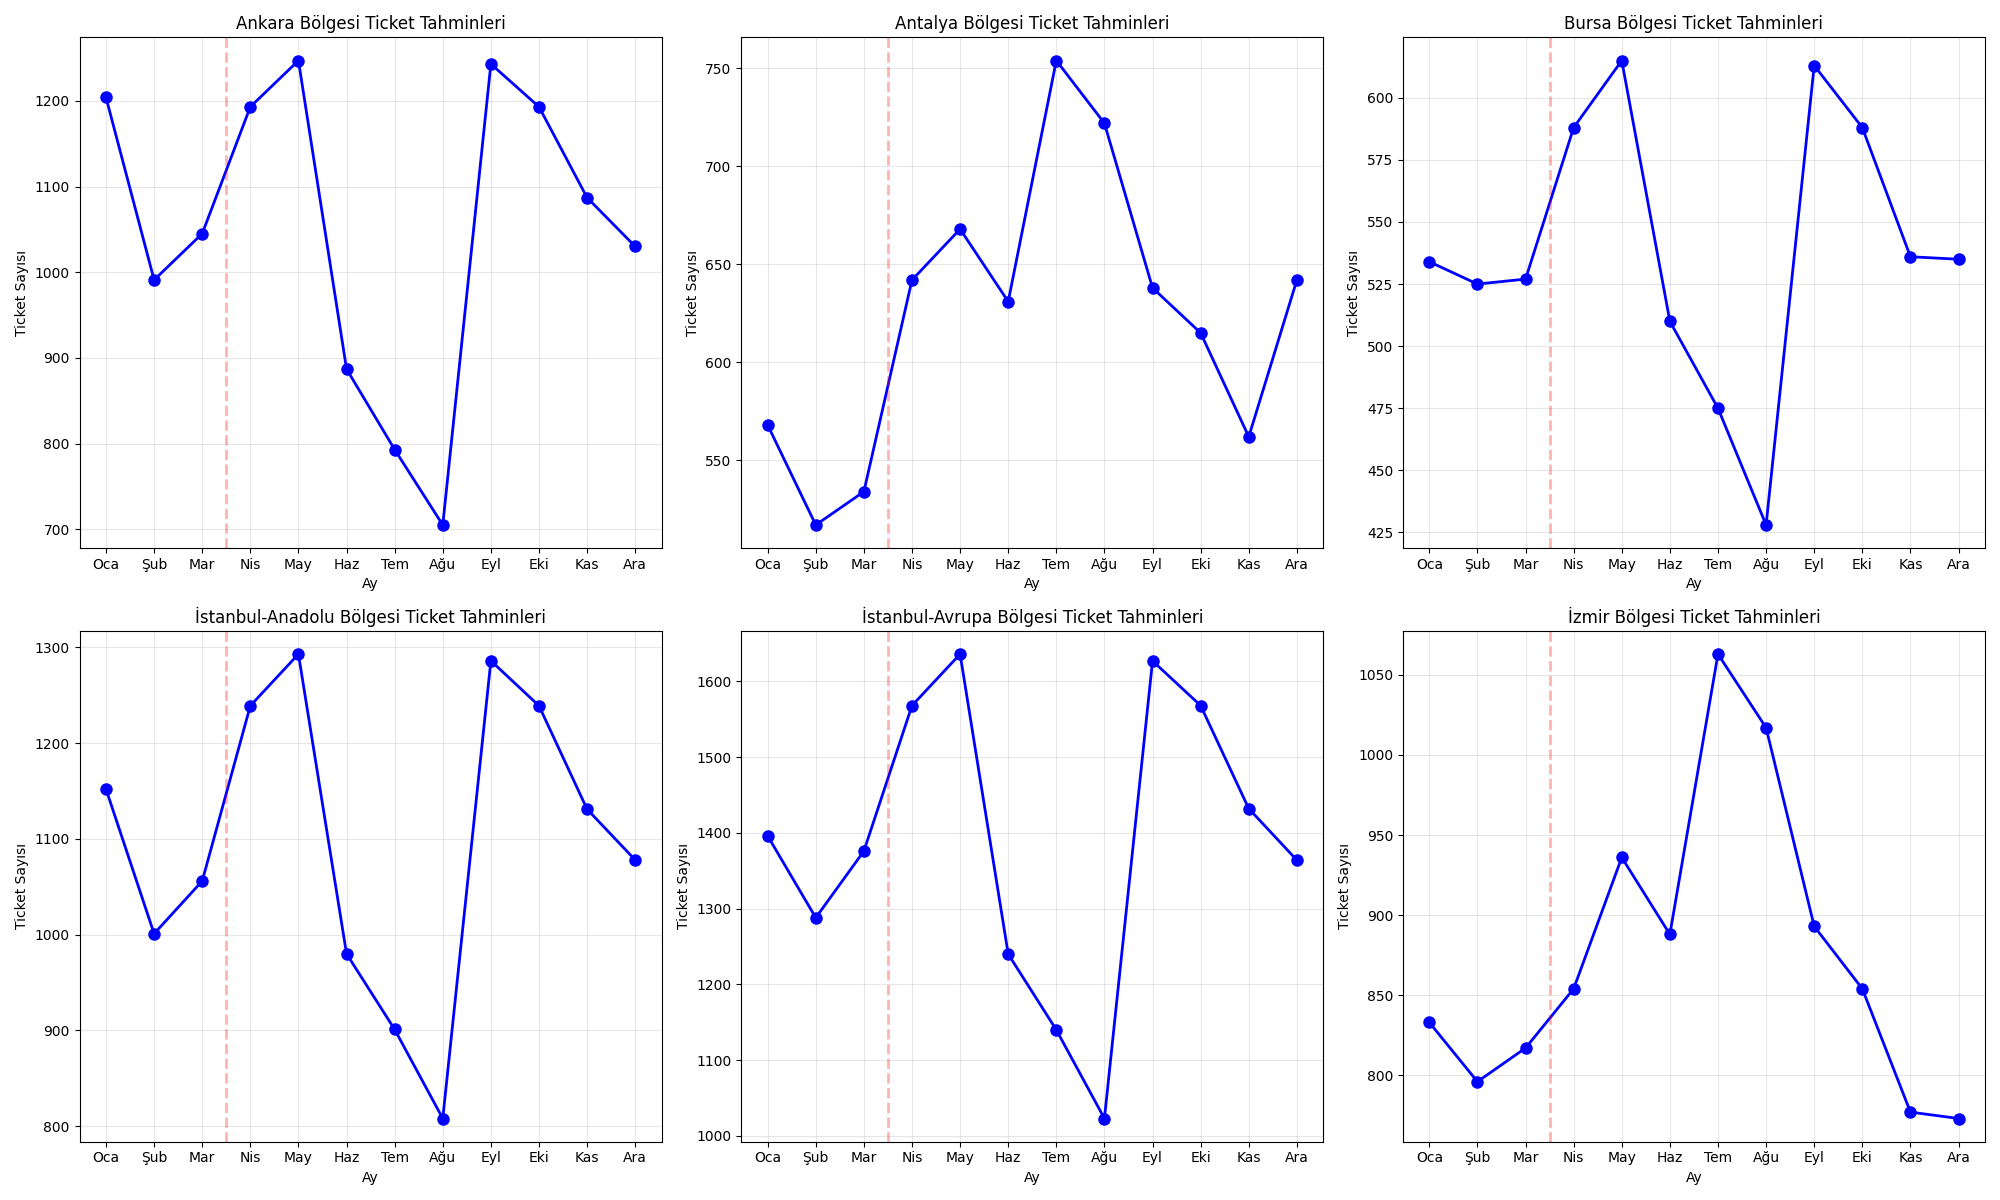 Ankara Bölgesi Ticket Tahminleri
Ticket Sayısı
1200
1100
1000
900
800
700
Oca Şub Mar Nis May Haz Tem Ağu Eyl Eki Kas Ara
Ay
Antalya Bölgesi Ticket Tahminleri
Ticket Sayısı
750
700
650
600
550
Oca Şub Mar Nis May Haz Tem Ağu Eyl Eki Kas Ara
Ay
Bursa Bölgesi Ticket Tahminleri
Ticket Sayısı
600
575
550
525
500
475
450
425
Oca Şub Mar Nis May Haz Tem Ağu Eyl Eki Kas Ara
Ay
İstanbul-Anadolu Bölgesi Ticket Tahminleri
Ticket Sayısı
1300
1200
1100
1000
900
800
Oca Şub Mar Nis May Haz Tem Ağu Eyl Eki Kas Ara
Ay
İstanbul-Avrupa Bölgesi Ticket Tahminleri
Ticket Sayısı
1600
1500
1400
1300
1200
1100
1000
Oca Şub Mar Nis May Haz Tem Ağu Eyl Eki Kas Ara
Ay
İzmir Bölgesi Ticket Tahminleri
Ticket Sayısı
1050
1000
950
900
850
800
Oca Şub Mar Nis May Haz Tem Ağu Eyl Eki Kas Ara
Ay